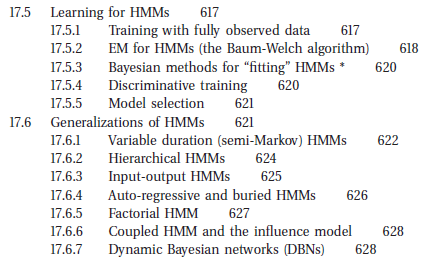 17.5 Learning for HMMs 617
17.5.1 Training with fully observed data 617
17.5.2 EM for HMMs (the Baum-Welch algorithm) 618
17.5.3 Bayesian methods for “fitting” HMMs * 620
17.5.4 Discriminative training 620
17.5.5 Model selection 621
17.6 Generalizations of HMMs 621
17.6.1 Variable duration (semi-Markov) HMMs 622
17.6.2 Hierarchical HMMs 624
17.6.3 Input-output HMMs 625
17.6.4 Auto-regressive and buried HMMs 626
17.6.5 Factorial HMM 627
17.6.6 Coupled HMM and the influence model 628
17.6.7 Dynamic Bayesian networks (DBNs) 628